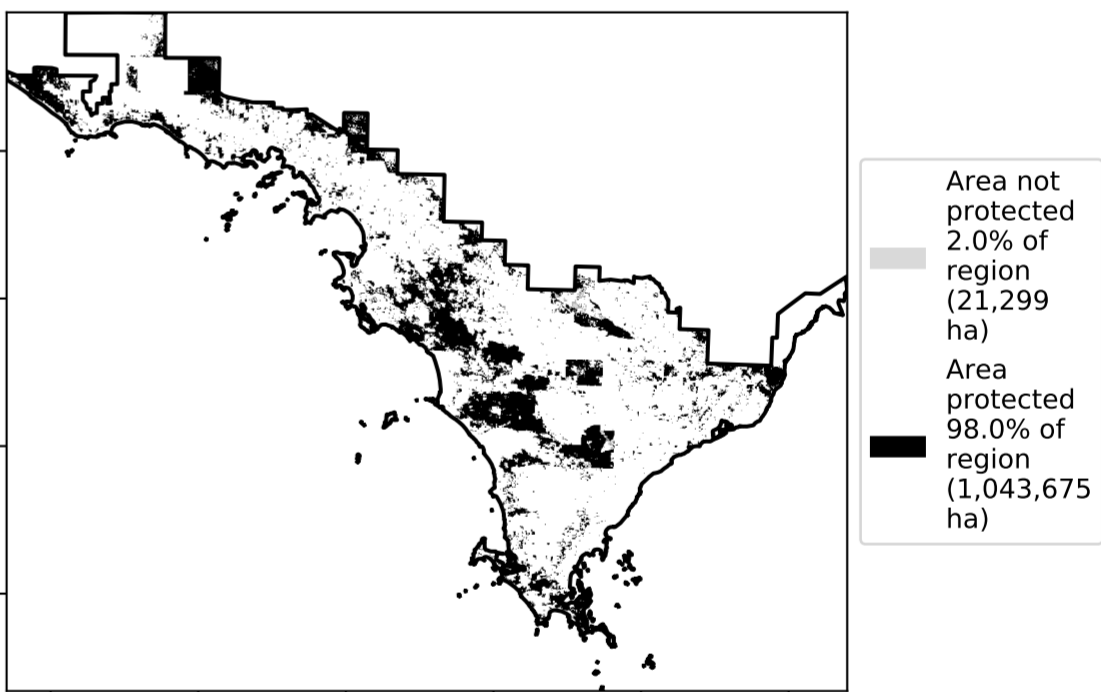 Area not
protected
2.0% of
region
(21,299
ha)
Area
protected
98.0% of
region
(1,043,675
ha)